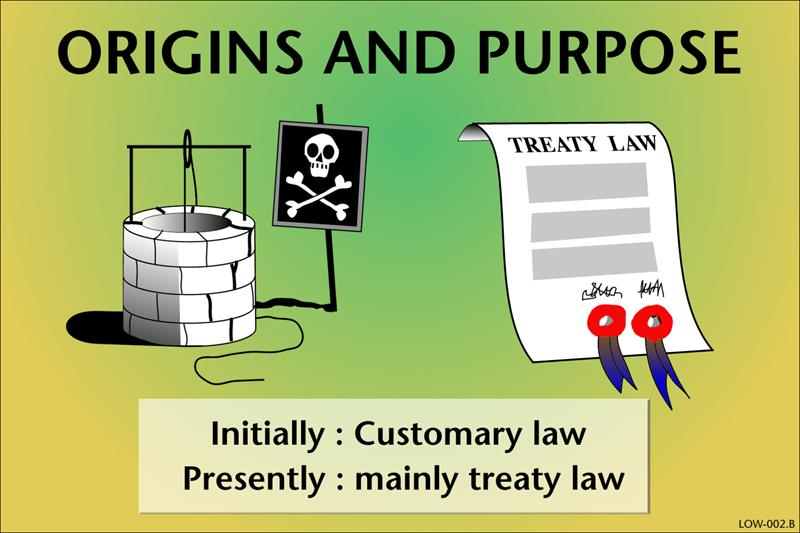 ORIGINS AND PURPOSE
TREATY LAW
Initially : Customary law
Presently : mainly treaty law
LOW-002.B